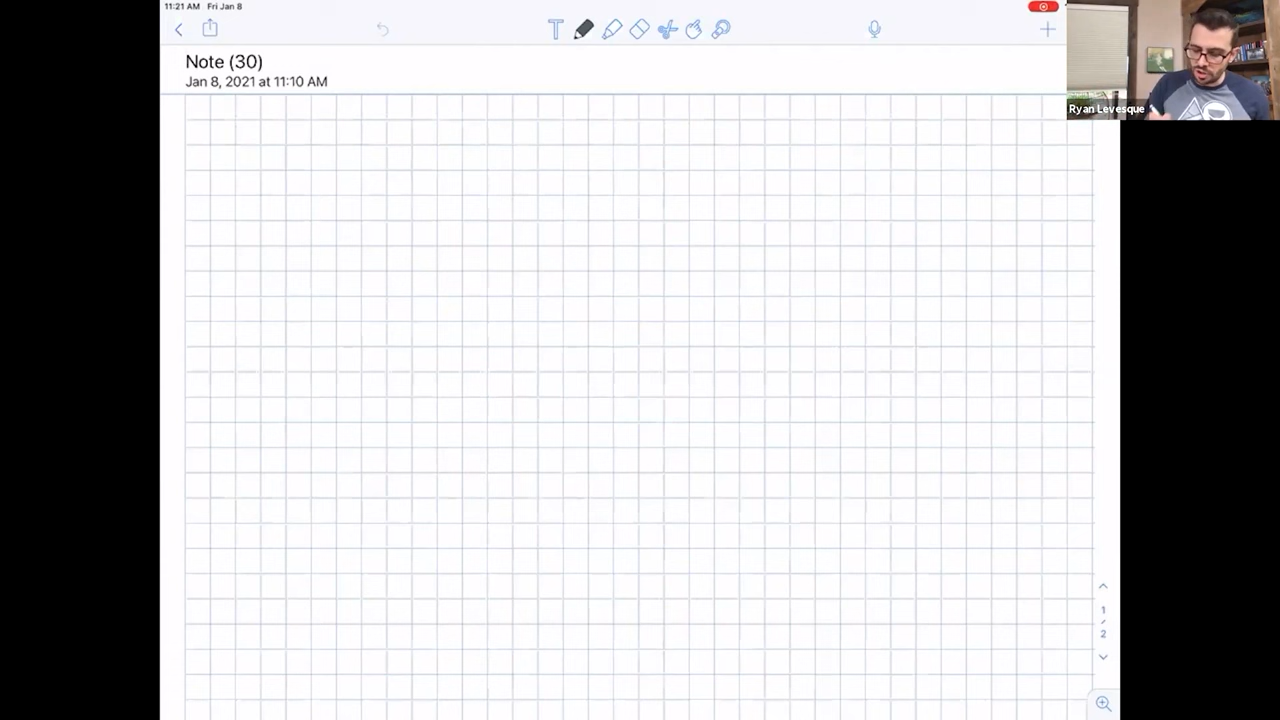 11:21 AM Fri Jan 8
Note (30)
Jan 8, 2021 at 11:10 AM
Ryan Levesque
1
/
2